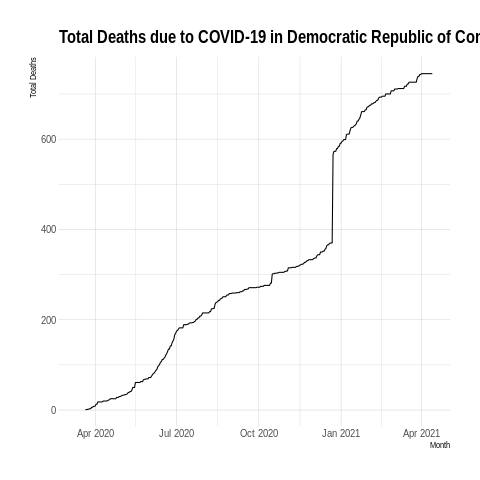 Total Deaths due to COVID-19 in Democratic Republic of Con
Total Deaths
600
400
200
0
Apr 2020 Jul 2020 Oct 2020 Jan 2021 Apr 2021
Month